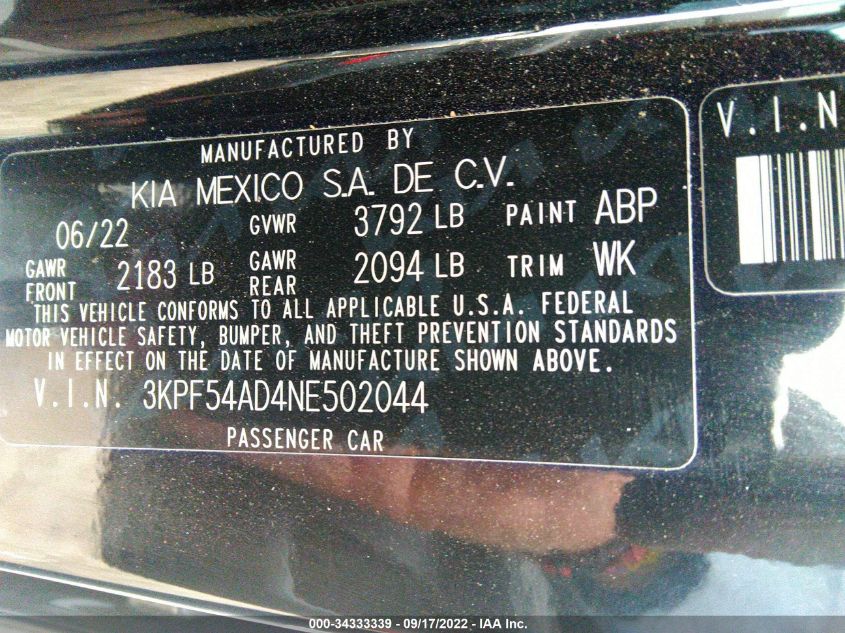 MANUFACTURED BY
KIA MEXICO S.A. DE C.V.
06/22 GVWR 3792 LB PAINT ABP
GAWR FRONT 2183 LB GAWR REAR 2094 LB TRIM WK
THIS VEHICLE CONFORMS TO ALL APPLICABLE U.S.A. FEDERAL
MOTOR VEHICLE SAFETY, BUMPER, AND THEFT PREVENTION STANDARDS
IN EFFECT ON THE DATE OF MANUFACTURE SHOWN ABOVE.
V.I.N. 3KPF54AD4NE502044
PASSENGER CAR
V.I.N
000-34333339 - 09/17/2022 - IAA Inc.